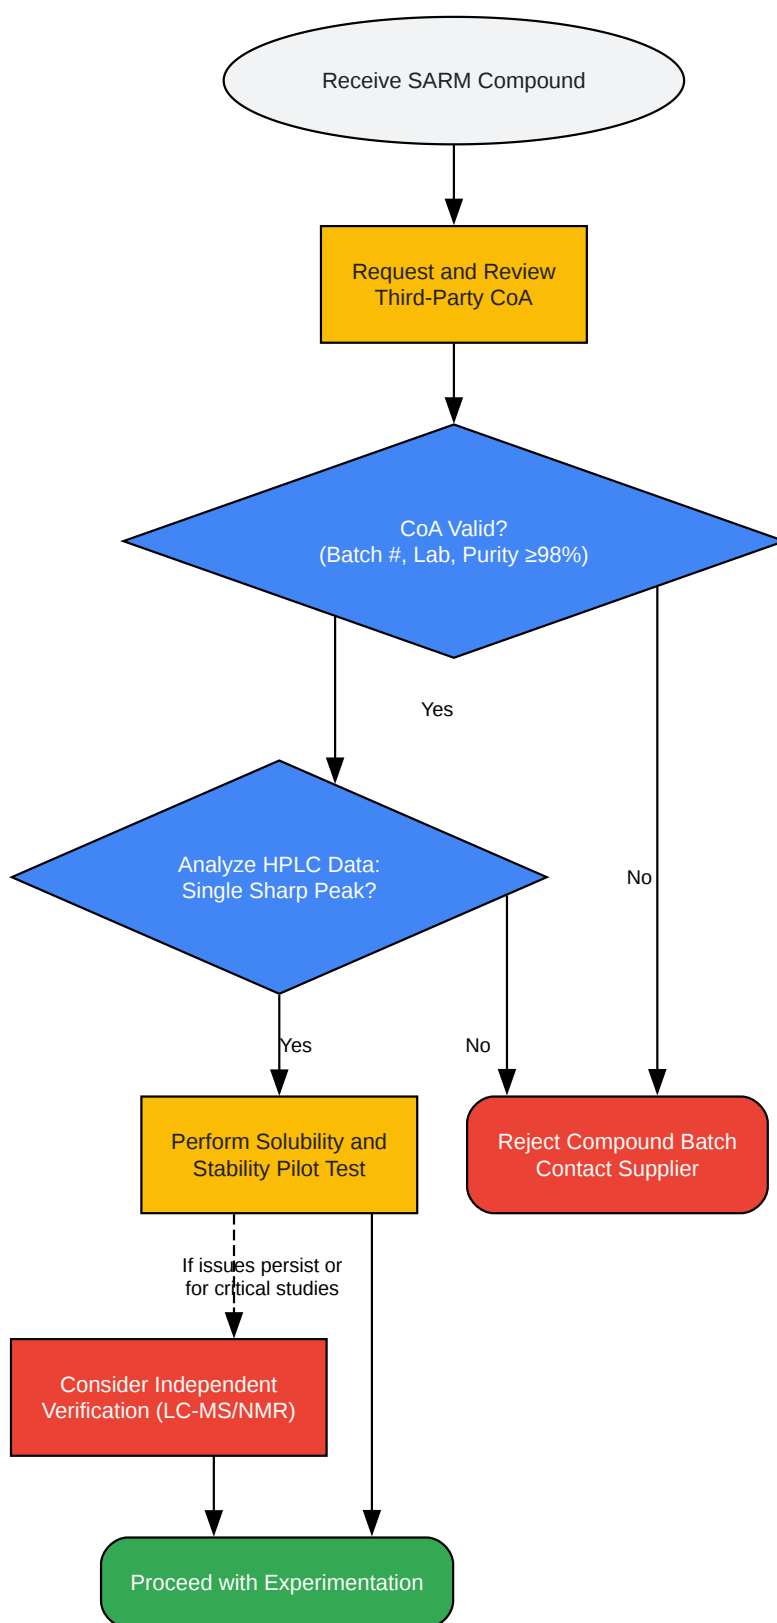 Receive SARM Compound
Request and Review
Third-Party CoA
CoA Valid?
(Batch #, Lab, Purity ≥98%)
Yes
Analyze HPLC Data:
Single Sharp Peak?
No
Yes
No
Perform Solubility and
Stability Pilot Test
Reject Compound Batch
Contact Supplier
If issues persist or
for critical studies
Consider Independent
Verification (LC-MS/NMR)
Proceed with Experimentation